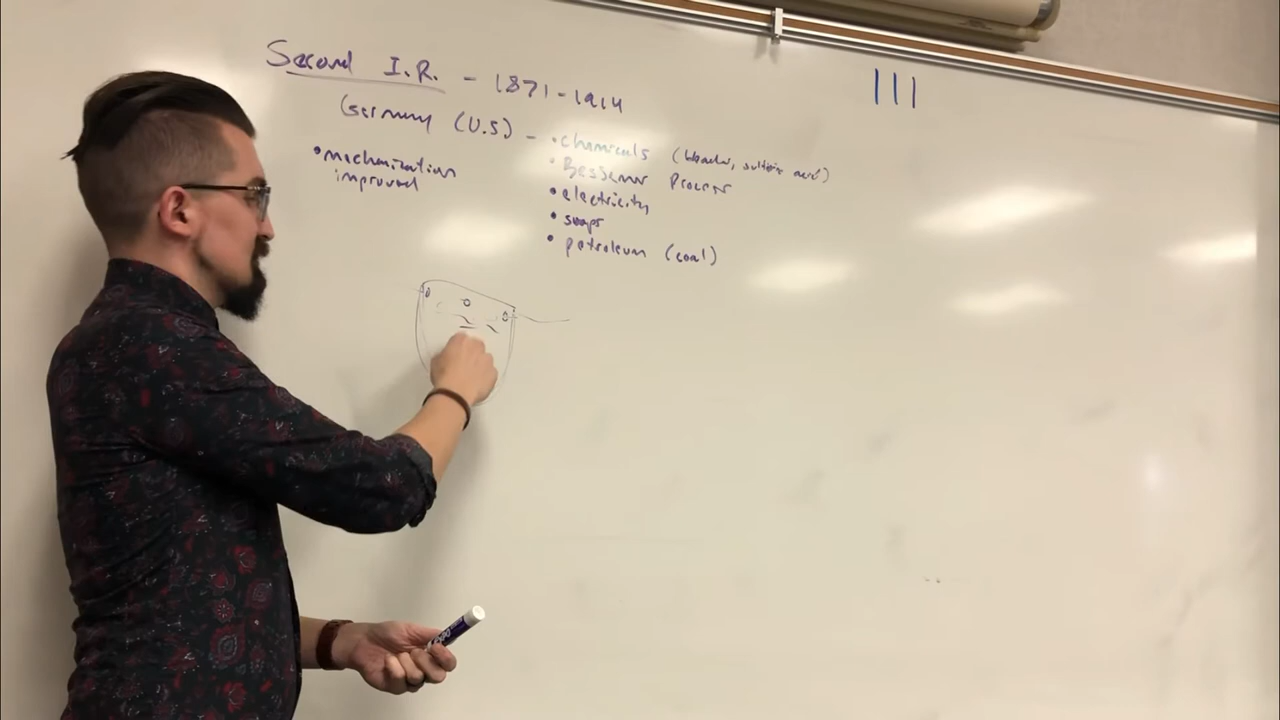 Second I.R. - 1871-1914
Germany (U.S) - • chemicals (bleach, sulfuric acid)
• mechanization improved
• Bessemer Process
• electricity
• soaps
• petroleum (coal)